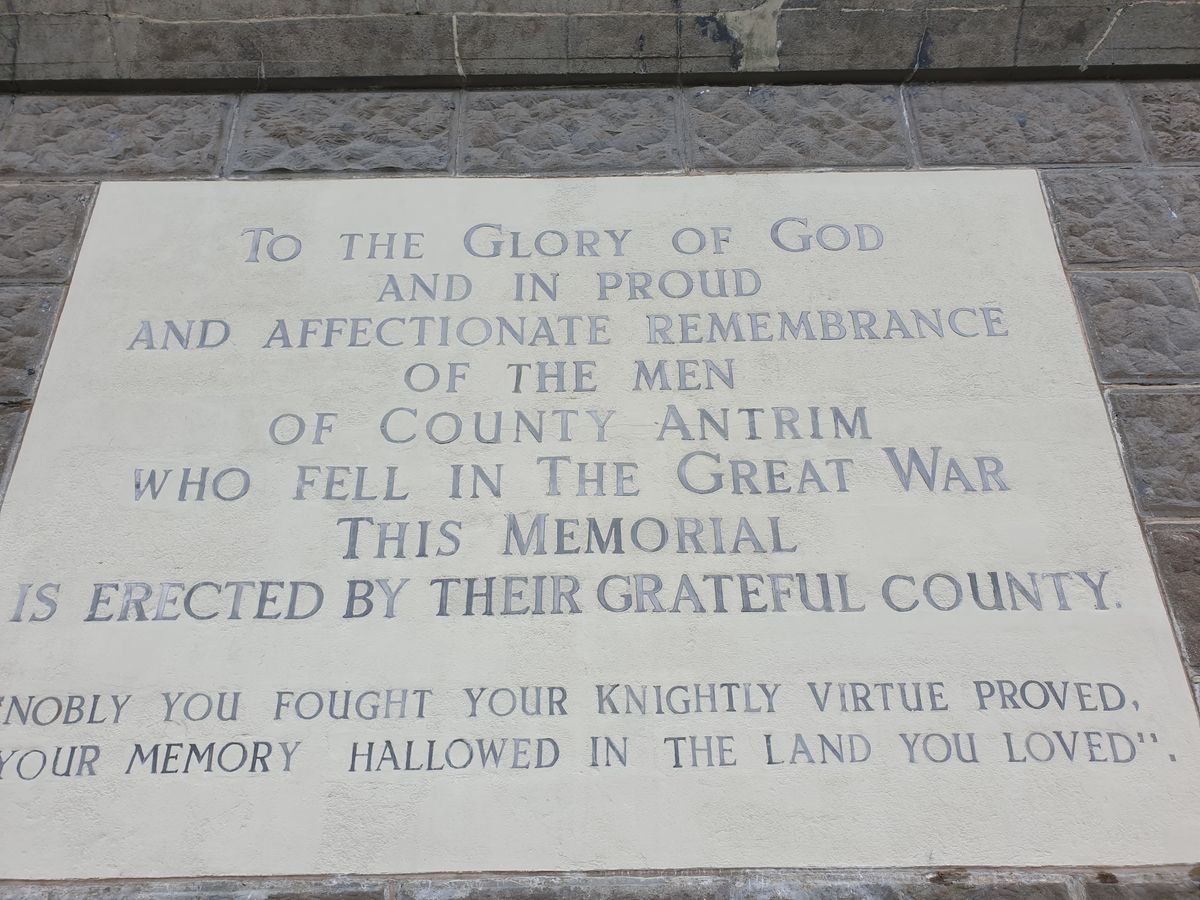 To the Glory of God
and in proud
and affectionate remembrance
of the men
of County Antrim
who fell in The Great War
This Memorial
is erected by their grateful county.
"Nobly you fought your knightly virtue proved,
your memory hallowed in the land you loved".